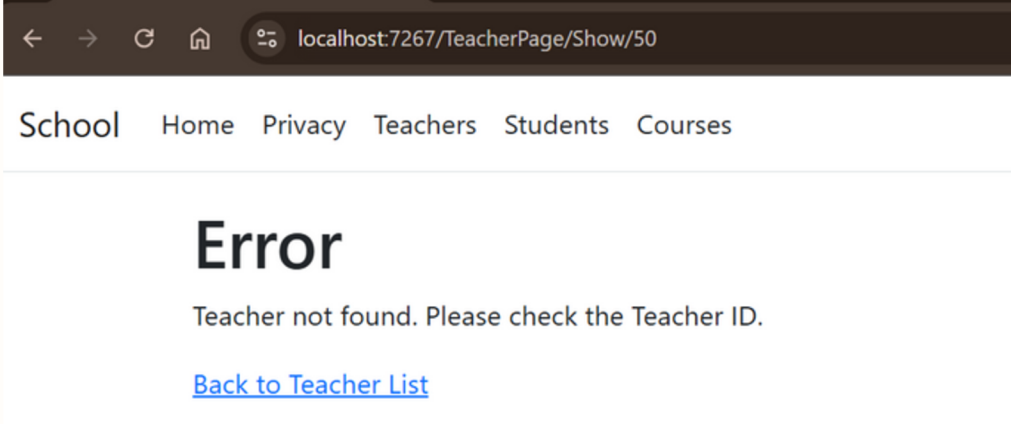 localhost:7267/TeacherPage/Show/50
School Home Privacy Teachers Students Courses
Error
Teacher not found. Please check the Teacher ID.
Back to Teacher List